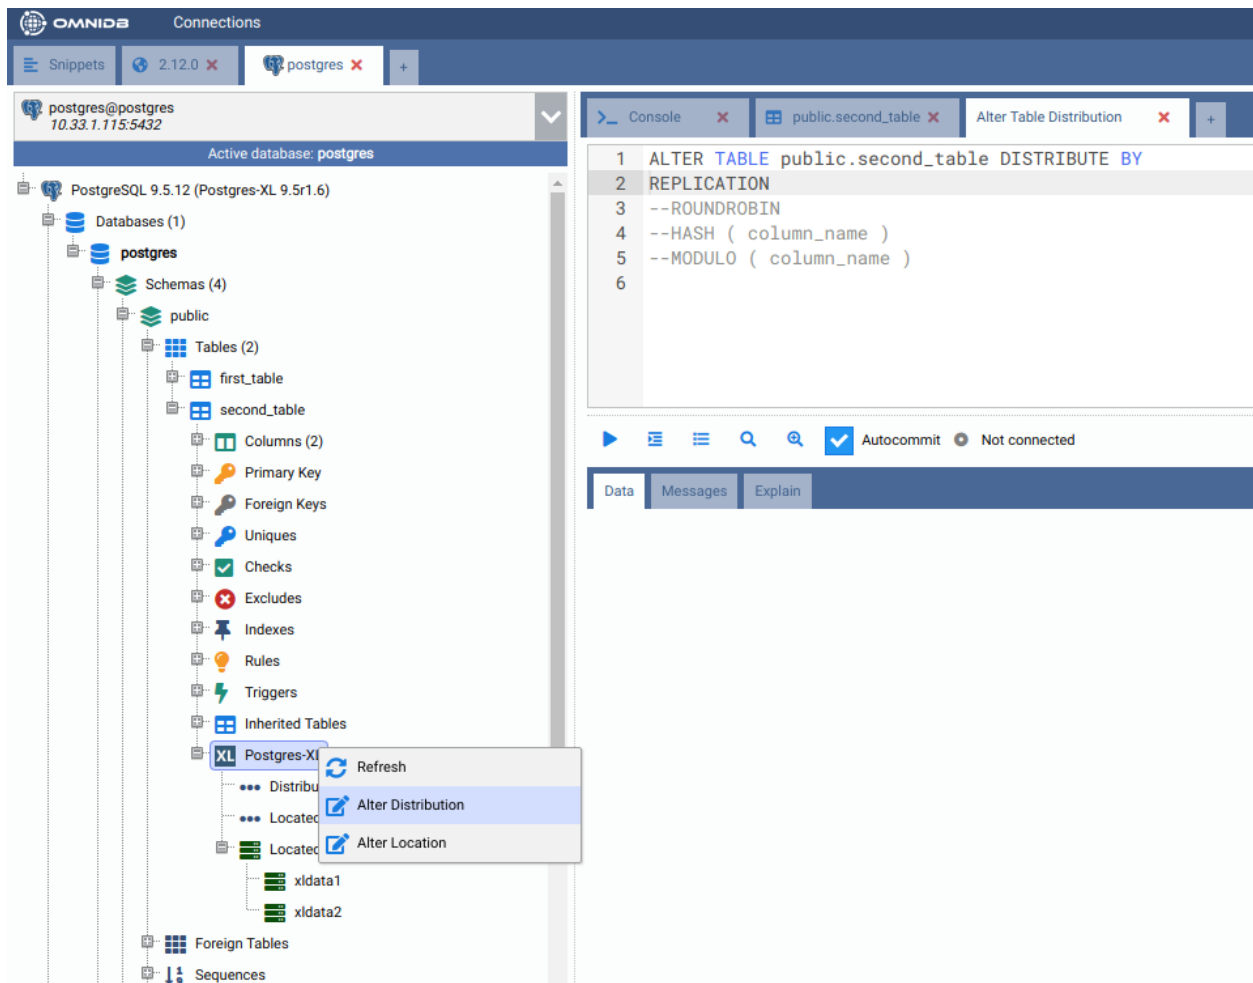 OMNIDB Connections
Snippets 2.12.0 postgres +
postgres@postgres
10.33.1.115:5432
Active database: postgres
PostgreSQL 9.5.12 (Postgres-XL 9.5r1.6)
Databases (1)
postgres
Schemas (4)
public
Tables (2)
first_table
second_table
Columns (2)
Primary Key
Foreign Keys
Uniques
Checks
Excludes
Indexes
Rules
Triggers
Inherited Tables
XL Postgres-XL
Refresh
Alter Distribution
Alter Location
Distribu
Located
Located
xldata1
xldata2
Foreign Tables
Sequences
Console public.second_table Alter Table Distribution +
1 ALTER TABLE public.second_table DISTRIBUTE BY
2 REPLICATION
3 --ROUNDROBIN
4 --HASH ( column_name )
5 --MODULO ( column_name )
6
Autocommit Not connected
Data Messages Explain